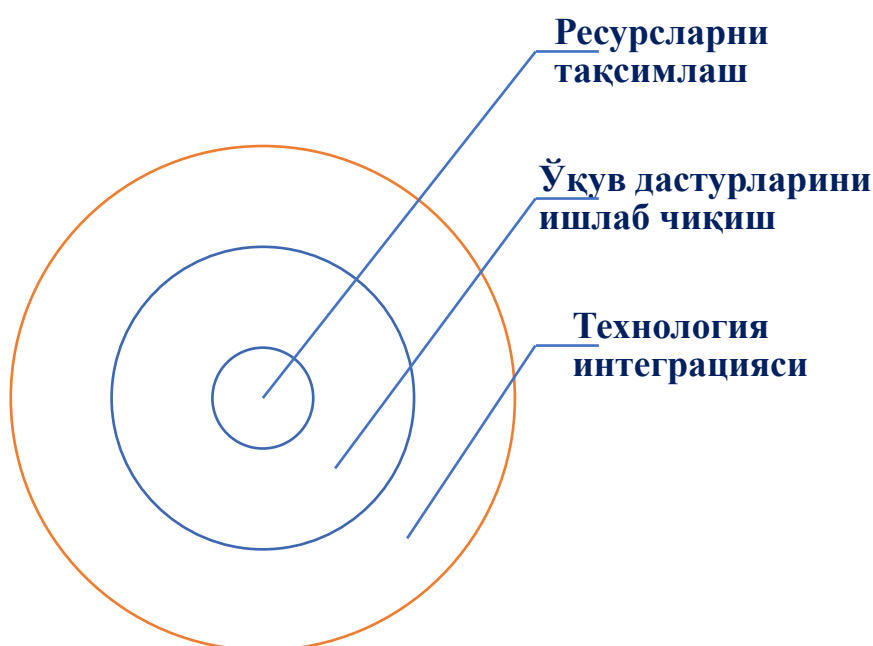 Ресурсларни
тақсимлаш
Ўқув дастурларини
ишлаб чиқиш
Технология
интеграцияси